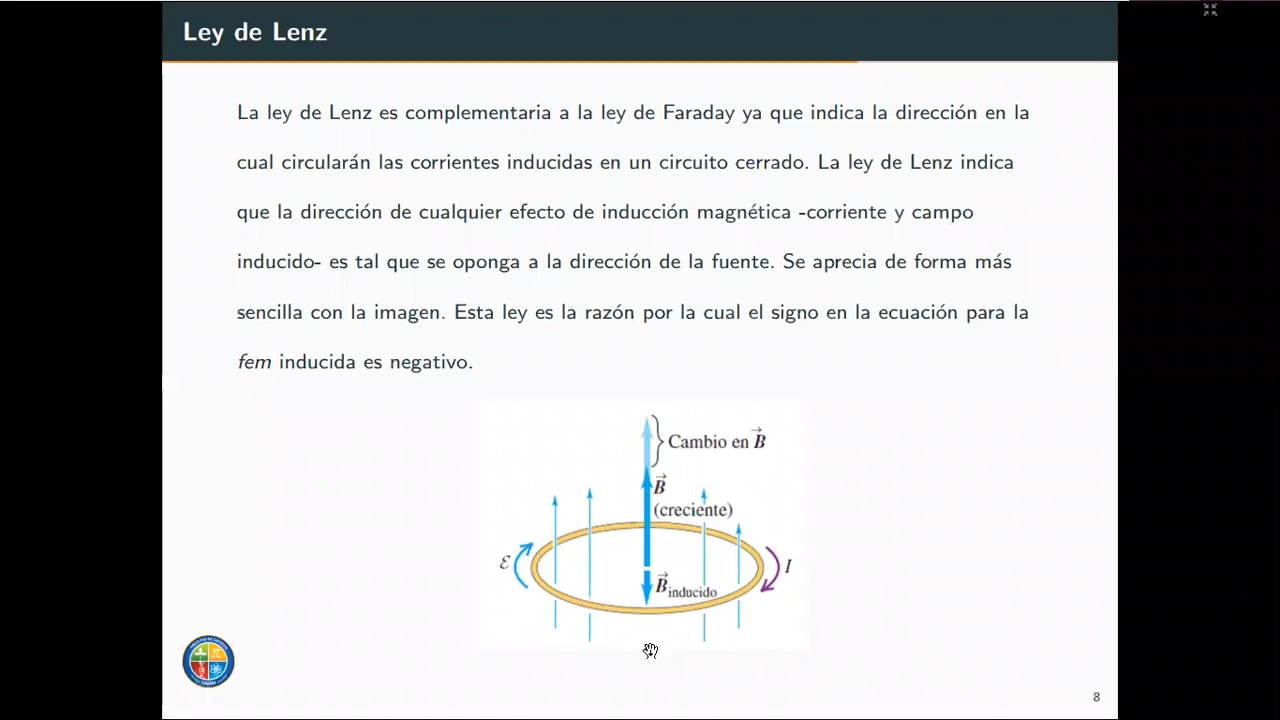 Ley de Lenz
La ley de Lenz es complementaria a la ley de Faraday ya que indica la dirección en la
cual circularán las corrientes inducidas en un circuito cerrado. La ley de Lenz indica
que la dirección de cualquier efecto de inducción magnética -corriente y campo
inducido- es tal que se oponga a la dirección de la fuente. Se aprecia de forma más
sencilla con la imagen. Esta ley es la razón por la cual el signo en la ecuación para la
fem inducida es negativo.
Cambio en B⃗
B⃗
(creciente)
ℰ
I
B⃗inducido
8